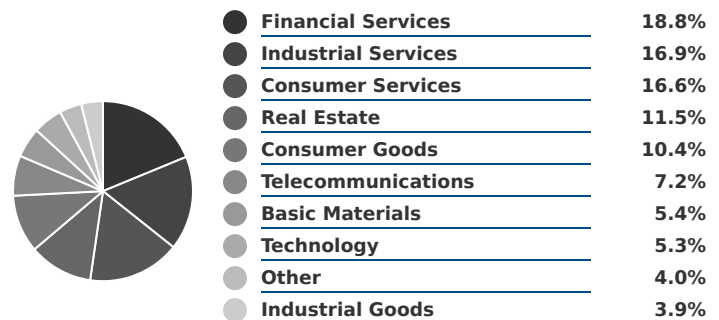 Financial Services 18.8%
Industrial Services 16.9%
Consumer Services 16.6%
Real Estate 11.5%
Consumer Goods 10.4%
Telecommunications 7.2%
Basic Materials 5.4%
Technology 5.3%
Other 4.0%
Industrial Goods 3.9%